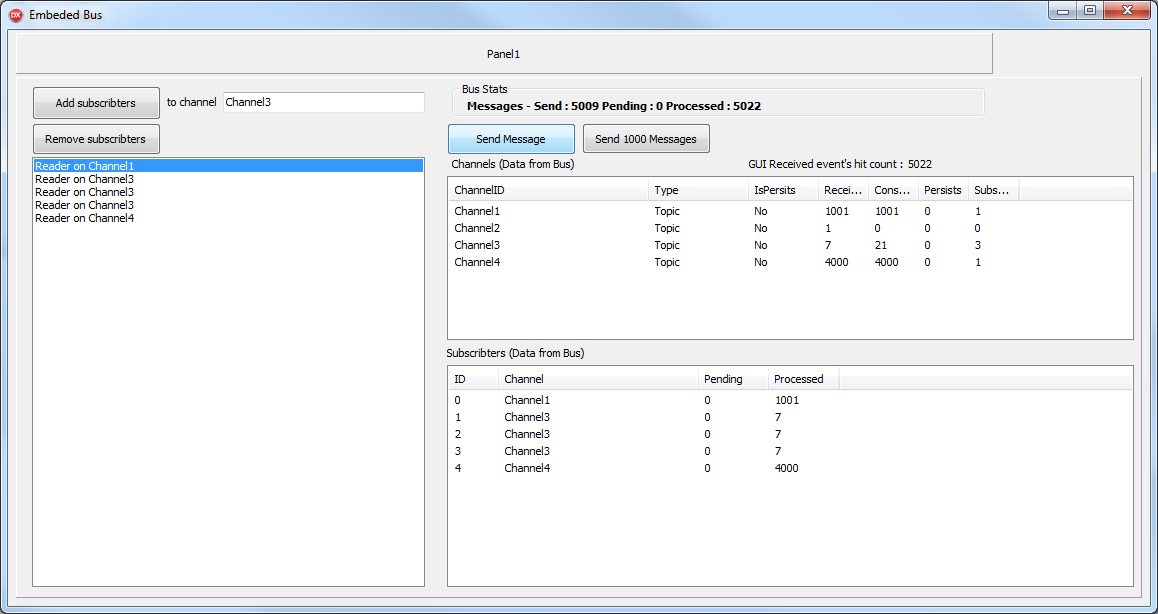 DX Embeded Bus
Panel1
Add subscribters to channel Channel3
Remove subscribters
Reader on Channel1
Reader on Channel3
Reader on Channel3
Reader on Channel3
Reader on Channel4
Bus Stats
Messages - Send : 5009 Pending : 0 Processed : 5022
Send Message Send 1000 Messages
Channels (Data from Bus) GUI Received event's hit count : 5022
ChannelID Type IsPersits Recei... Cons... Persists Subs...
Channel1 Topic No 1001 1001 0 1
Channel2 Topic No 1 0 0 0
Channel3 Topic No 7 21 0 3
Channel4 Topic No 4000 4000 0 1
Subscribters (Data from Bus)
ID Channel Pending Processed
0 Channel1 0 1001
1 Channel3 0 7
2 Channel3 0 7
3 Channel3 0 7
4 Channel4 0 4000